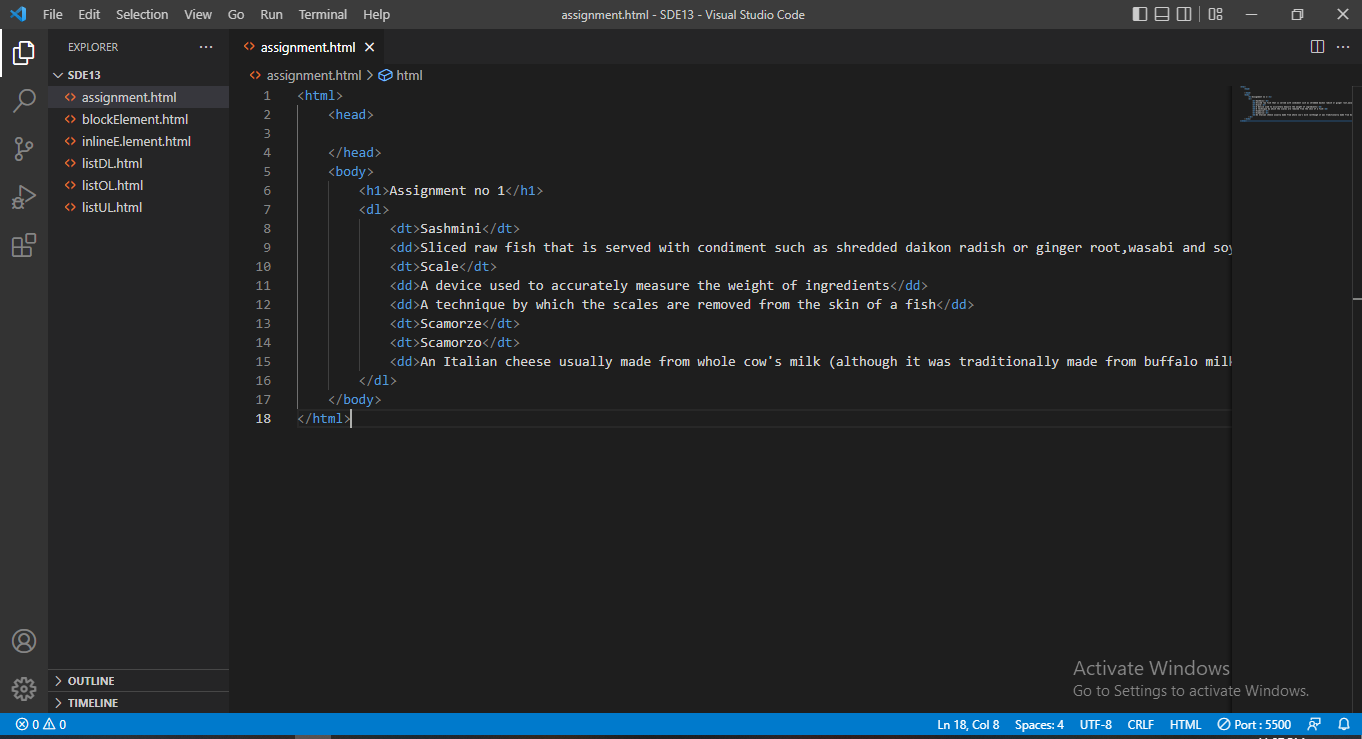 File Edit Selection View Go Run Terminal Help assignment.html - SDE13 - Visual Studio Code
EXPLORER ··· assignment.html
SDE13 assignment.html > html
assignment.html
blockElement.html
inlineE.lement.html
listDL.html
listOL.html
listUL.html
1 <html>
2 <head>
3
4 </head>
5 <body>
6 <h1>Assignment no 1</h1>
7 <dl>
8 <dt>Sashmini</dt>
9 <dd>Sliced raw fish that is served with condiment such as shredded daikon radish or ginger root,wasabi and soy
10 <dt>Scale</dt>
11 <dd>A device used to accurately measure the weight of ingredients</dd>
12 <dd>A technique by which the scales are removed from the skin of a fish</dd>
13 <dt>Scamorze</dt>
14 <dt>Scamorzo</dt>
15 <dd>An Italian cheese usually made from whole cow's milk (although it was traditionally made from buffalo milk
16 </dl>
17 </body>
18 </html>
Activate Windows
Go to Settings to activate Windows.
OUTLINE
TIMELINE
0 0 Ln 18, Col 8 Spaces: 4 UTF-8 CRLF HTML Port : 5500